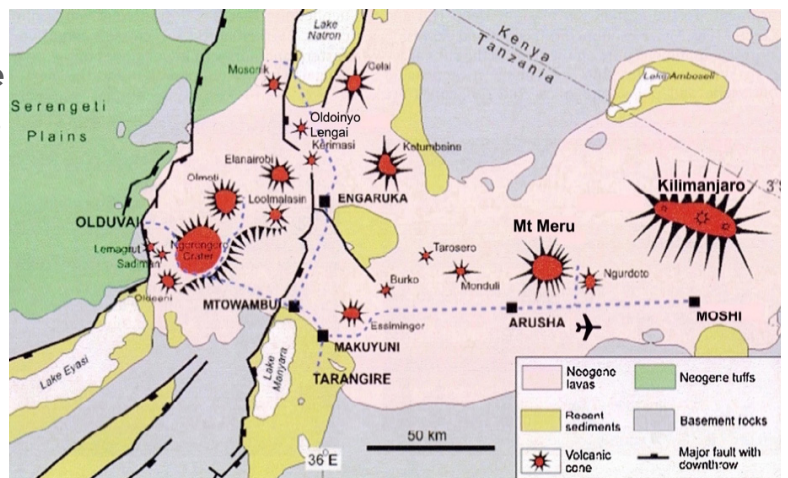 e
Lake
Natron
Kenya
Tanzania
Mosonik
Gelai
Lake Amboseli
Serengeti
Plains
Oldoinyo
Lengai
Kerimasi
Ketumbeine
Elanairobi
Olmoti
Loolmalasin
ENGARUKA
Kilimanjaro
3°S
OLDUVAI
Mt Meru
Lemagrut
Sadiman
Ngorongoro
Crater
Tarosero
Monduli
Burko
Ngurdoto
Oldeani
MTOWAMBU
Essimingor
ARUSHA
MOSHI
MAKUYUNI
Lake Eyasi
Lake
Manyara
TARANGIRE
Neogene
lavas
Neogene tuffs
Recent
sediments
Basement rocks
50 km
36 E
Volcanic
cone
Major fault with
downthrow